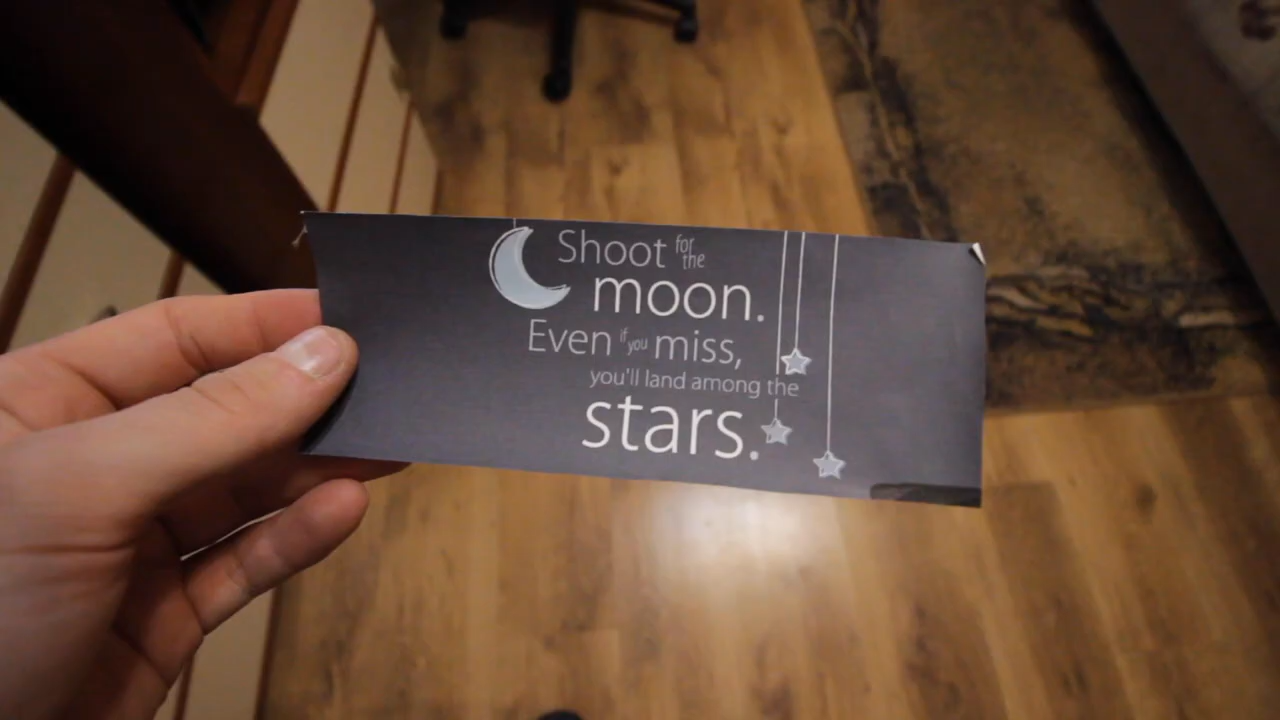 Shoot for the
moon.
Even if you miss,
you'll land among the
stars.